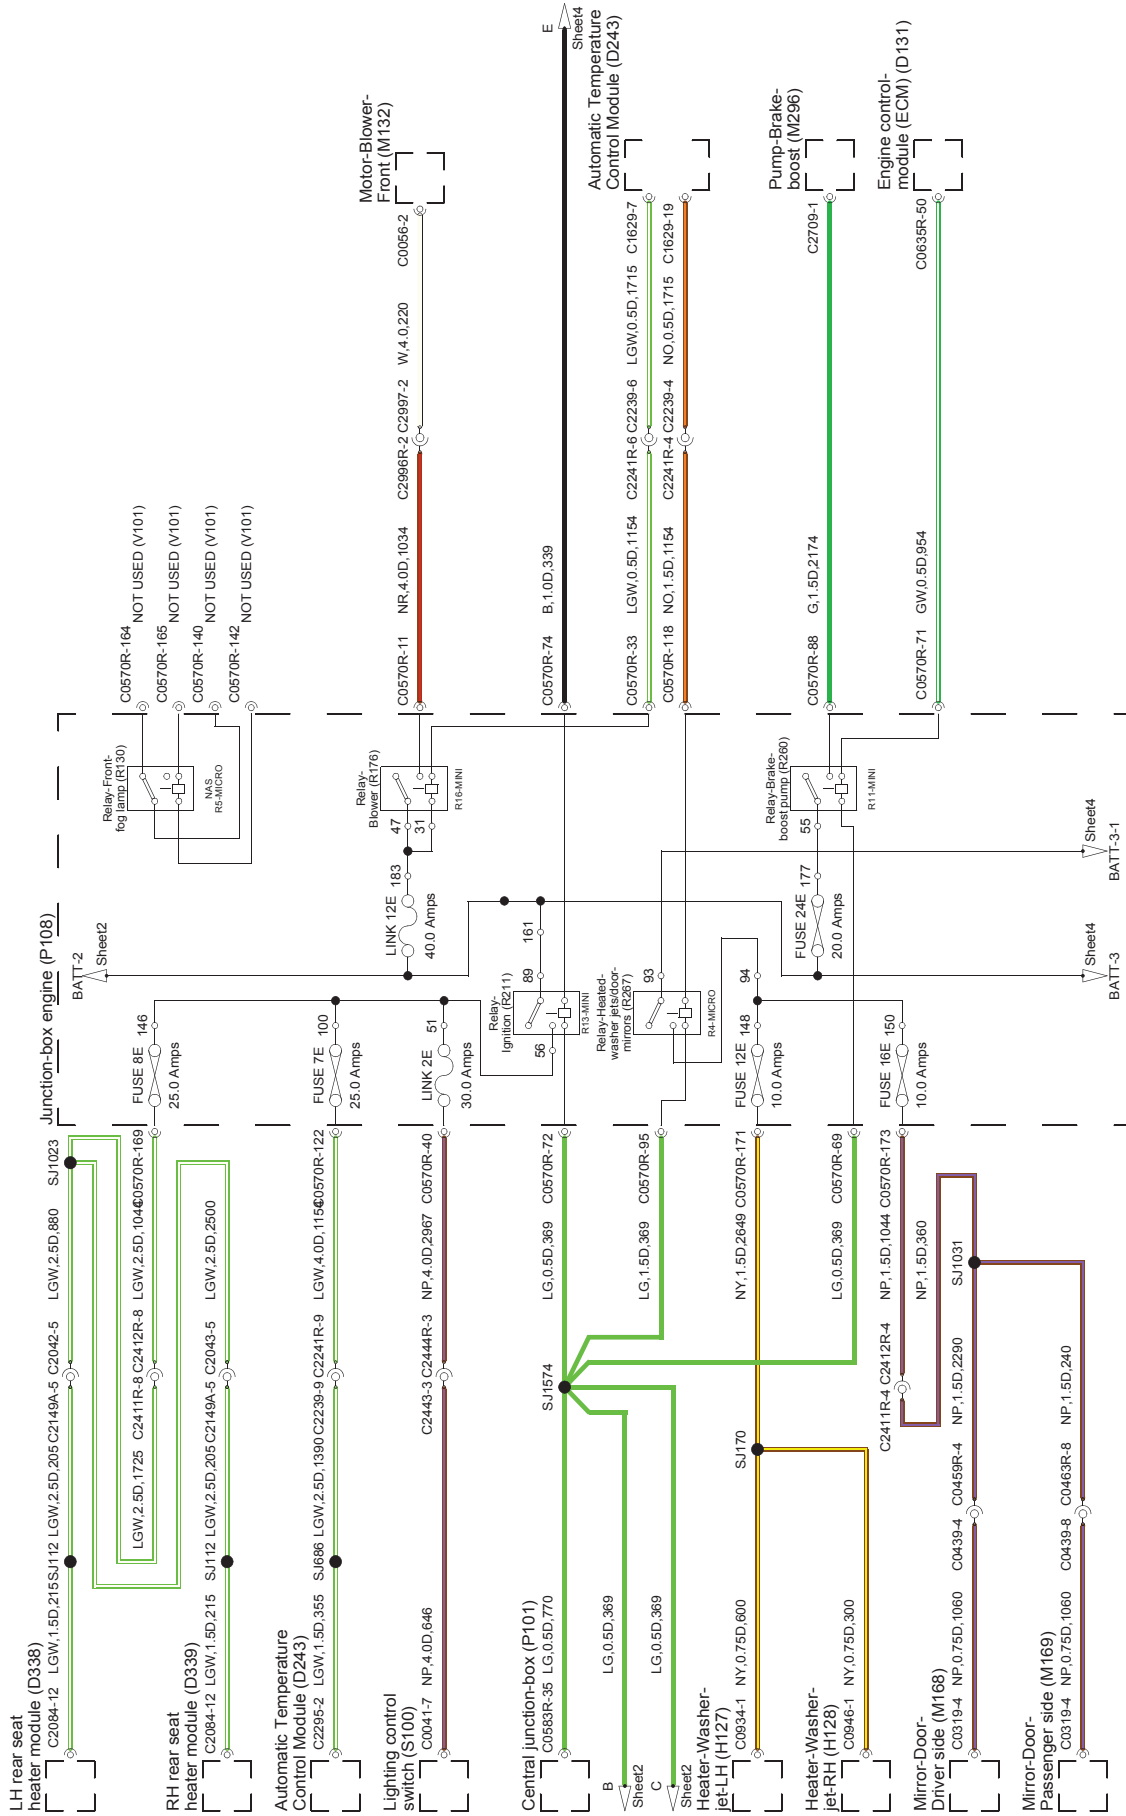 LH rear seat
heater module (D338)
C2084-12
LGW,1.5D,215
SJ112
LGW,2.5D,205
C2149A-5
C2042-5
LGW,2.5D,880
SJ1023
LGW,2.5D,1725
C2411R-8
C2412R-8
LGW,2.5D,1044
C0570R-169
RH rear seat
heater module (D339)
C2084-12
LGW,1.5D,215
SJ112
LGW,2.5D,205
C2149A-5
C2043-5
LGW,2.5D,2500
Automatic Temperature
Control Module (D243)
C2295-2
LGW,1.5D,355
SJ686
LGW,2.5D,1390
C2239-9
C2241R-9
LGW,4.0D,1154
C0570R-122
Lighting control
switch (S100)
C0041-7
NP,4.0D,646
C2443-3
C2444R-3
NP,4.0D,2967
C0570R-40
Central junction-box (P101)
C0583R-35
LG,0.5D,770
SJ1574
LG,0.5D,369
C0570R-72
B
Sheet2
LG,0.5D,369
C
Sheet2
LG,0.5D,369
LG,1.5D,369
C0570R-95
Heater-Washer-
jet-LH (H127)
C0934-1
NY,0.75D,600
SJ170
NY,1.5D,2649
C0570R-171
Heater-Washer-
jet-RH (H128)
C0946-1
NY,0.75D,300
LG,0.5D,369
C0570R-69
Mirror-Door-
Driver side (M168)
C0319-4
NP,0.75D,1060
C0439-4
C0459R-4
NP,1.5D,2290
SJ1031
NP,1.5D,360
C2411R-4
C2412R-4
NP,1.5D,1044
C0570R-173
Mirror-Door-
Passenger side (M169)
C0319-4
NP,0.75D,1060
C0439-8
C0463R-8
NP,1.5D,240
Junction-box engine (P108)
BATT-2
Sheet2
FUSE 8E
146
25.0 Amps
FUSE 7E
100
25.0 Amps
LINK 2E
51
30.0 Amps
LINK 12E
183
40.0 Amps
47
31
Relay-
Blower (R176)
R16-MINI
Relay-Front-
fog lamp (R130)
NAS
R5-MICRO
Relay-
Ignition (R211)
56
89
161
R13-MINI
Relay-Heated-
washer jets/door-
mirrors (R267)
93
R4-MICRO
FUSE 12E
148
94
10.0 Amps
FUSE 16E
150
10.0 Amps
FUSE 24E
177
20.0 Amps
55
Relay-Brake-
boost pump (R260)
R11-MINI
BATT-3
Sheet4
BATT-3-1
Sheet4
C0570R-164
NOT USED (V101)
C0570R-165
NOT USED (V101)
C0570R-140
NOT USED (V101)
C0570R-142
NOT USED (V101)
C0570R-11
NR,4.0D,1034
C2996R-2
C2997-2
W,4.0,220
C0056-2
Motor-Blower-
Front (M132)
C0570R-74
B,1.0D,339
E
Sheet4
C0570R-33
LGW,0.5D,1154
C2241R-6
C2239-6
LGW,0.5D,1715
C1629-7
Automatic Temperature
Control Module (D243)
C0570R-118
NO,1.5D,1154
C2241R-4
C2239-4
NO,0.5D,1715
C1629-19
C0570R-88
G,1.5D,2174
C2709-1
Pump-Brake-
boost (M296)
C0570R-71
GW,0.5D,954
C0635R-50
Engine control-
module (ECM) (D131)